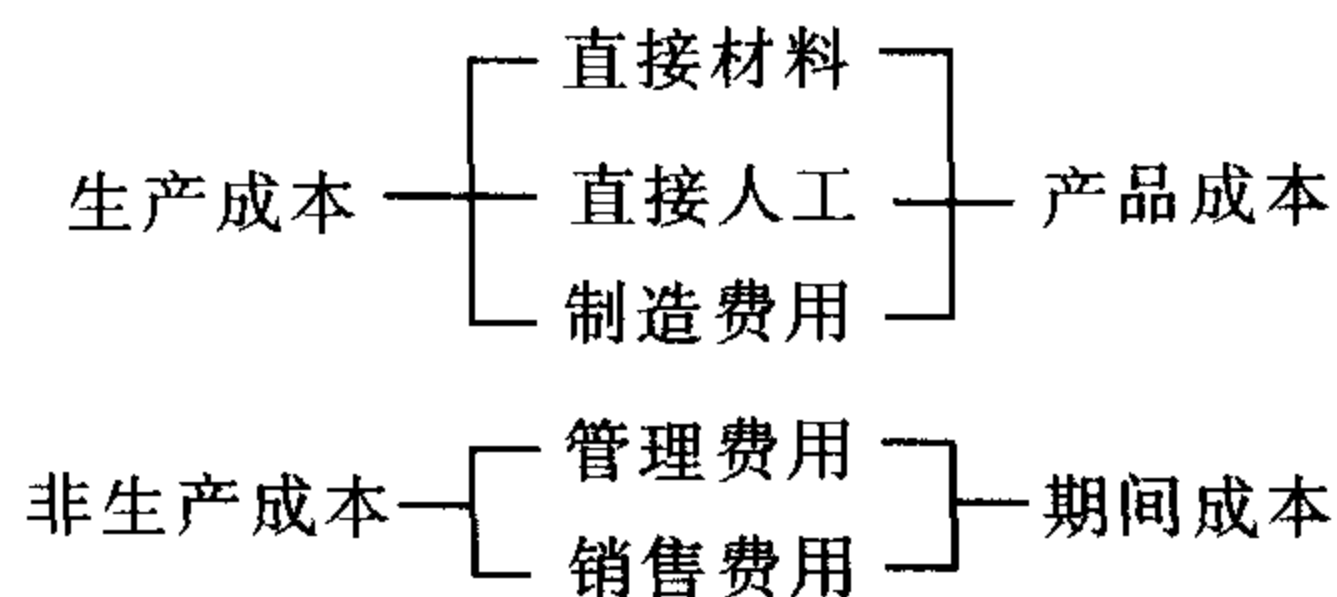 直接材料
生产成本 直接人工 产品成本
制造费用
管理费用
非生产成本 期间成本
销售费用